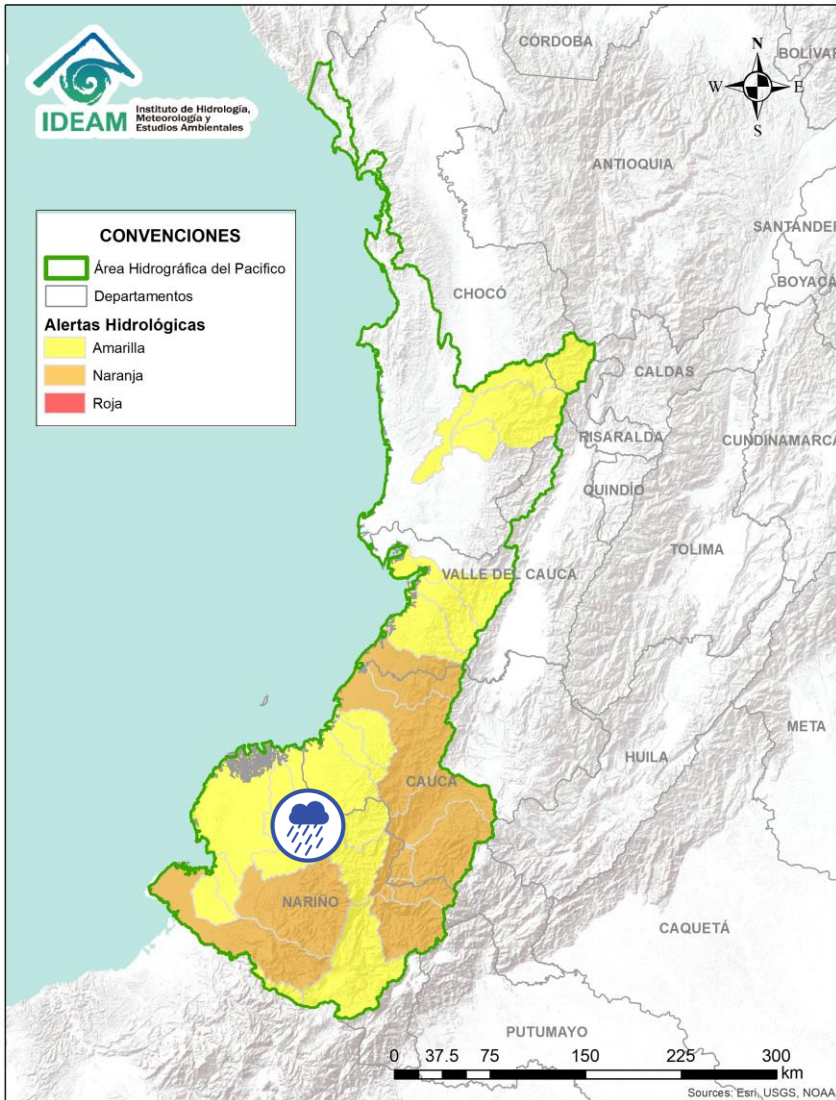 IDEAM
Instituto de Hidrología,
Meteorología y
Estudios Ambientales
CÓRDOBA
BOLÍVAR
N
W E
S
ANTIOQUIA
SANTANDER
BOYACÁ
CONVENCIONES
Área Hidrográfica del Pacifico
Departamentos
Alertas Hidrológicas
Amarilla
Naranja
Roja
CHOCÓ
CALDAS
RISARALDA
CUNDINAMARCA
QUINDÍO
TOLIMA
VALLE DEL CAUCA
META
HUILA
CAUCA
NARIÑO
CAQUETÁ
PUTUMAYO
0 37.5 75 150 225 300
km
Sources: Esri, USGS, NOAA